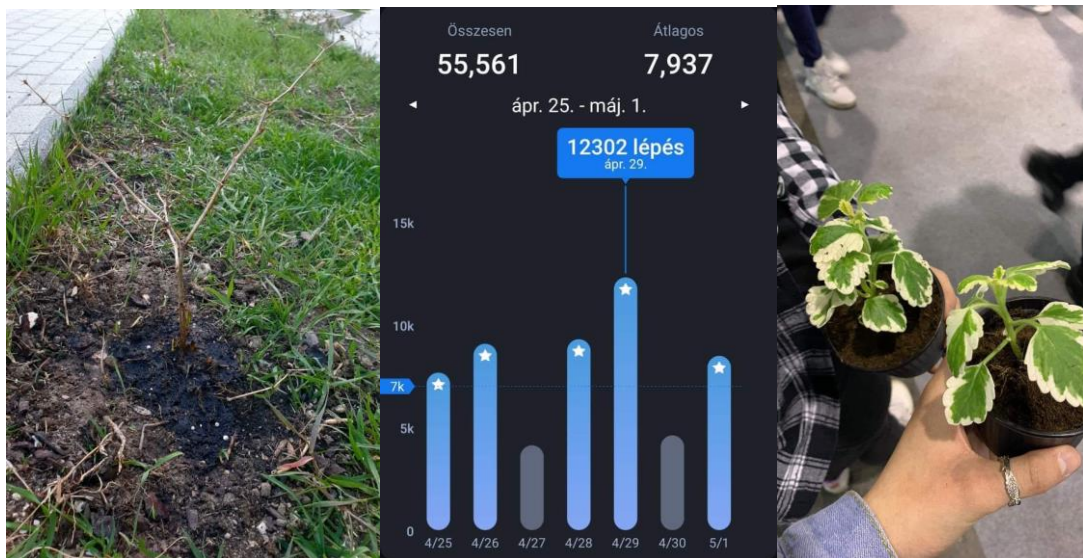 Összesen Átlagos
55,561 7,937
ápr. 25. - máj. 1.
12302 lépés
ápr. 29.
15k
10k
7k
5k
0
4/25 4/26 4/27 4/28 4/29 4/30 5/1